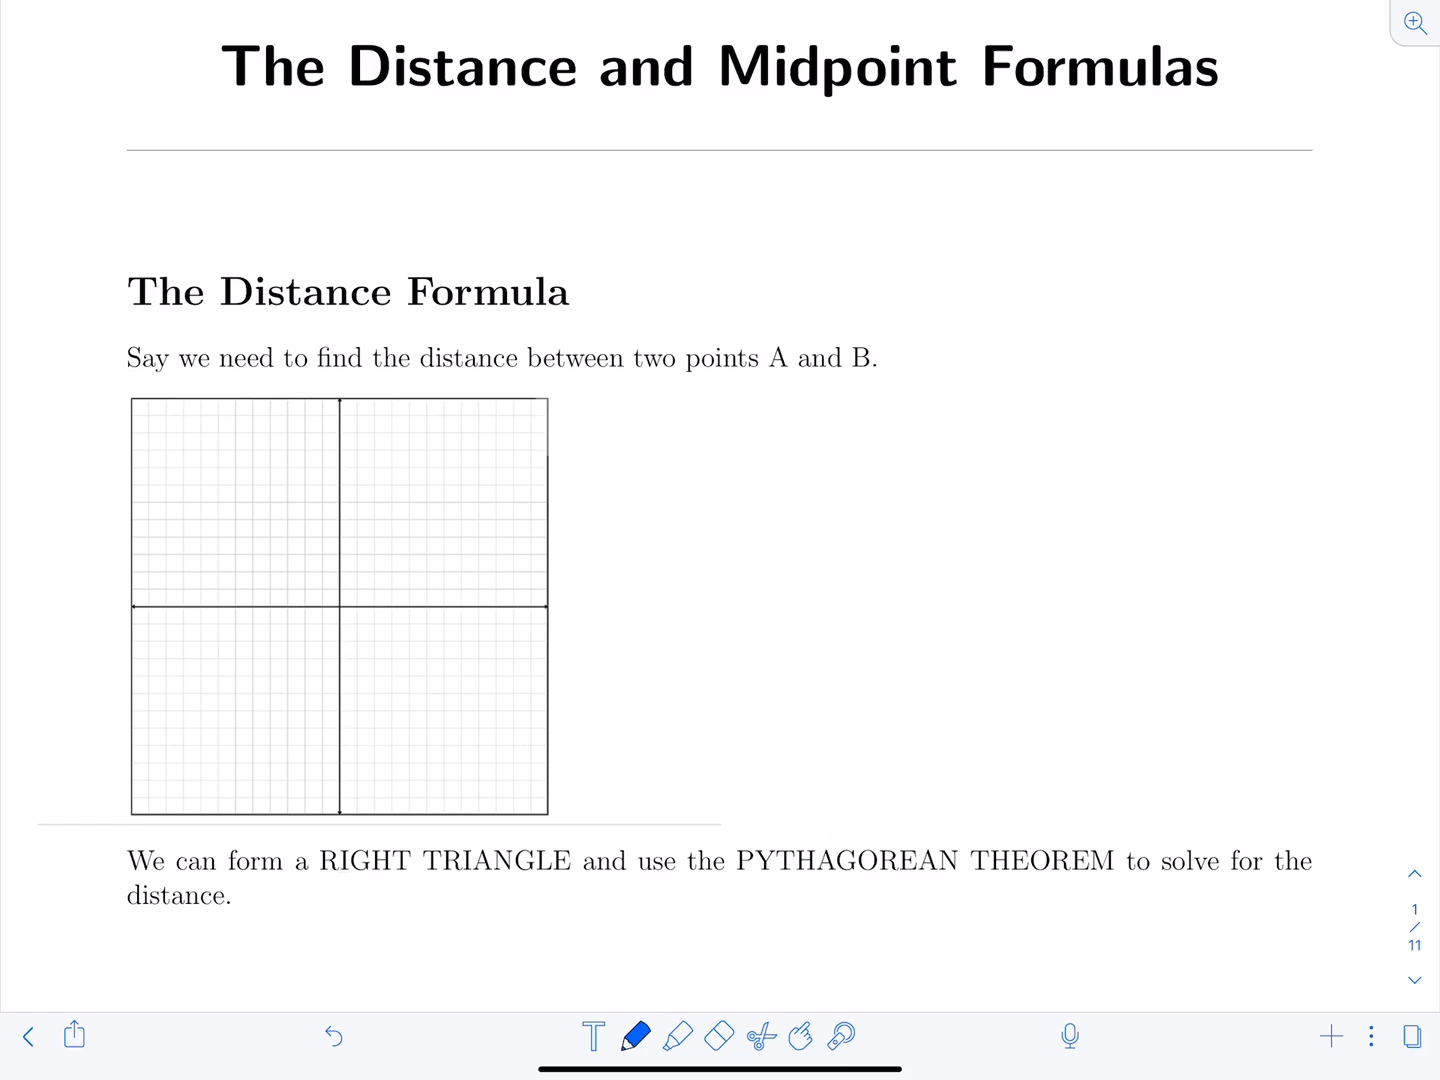 The Distance and Midpoint Formulas
The Distance Formula
Say we need to find the distance between two points A and B.
We can form a RIGHT TRIANGLE and use the PYTHAGOREAN THEOREM to solve for the
distance.
1
/
11